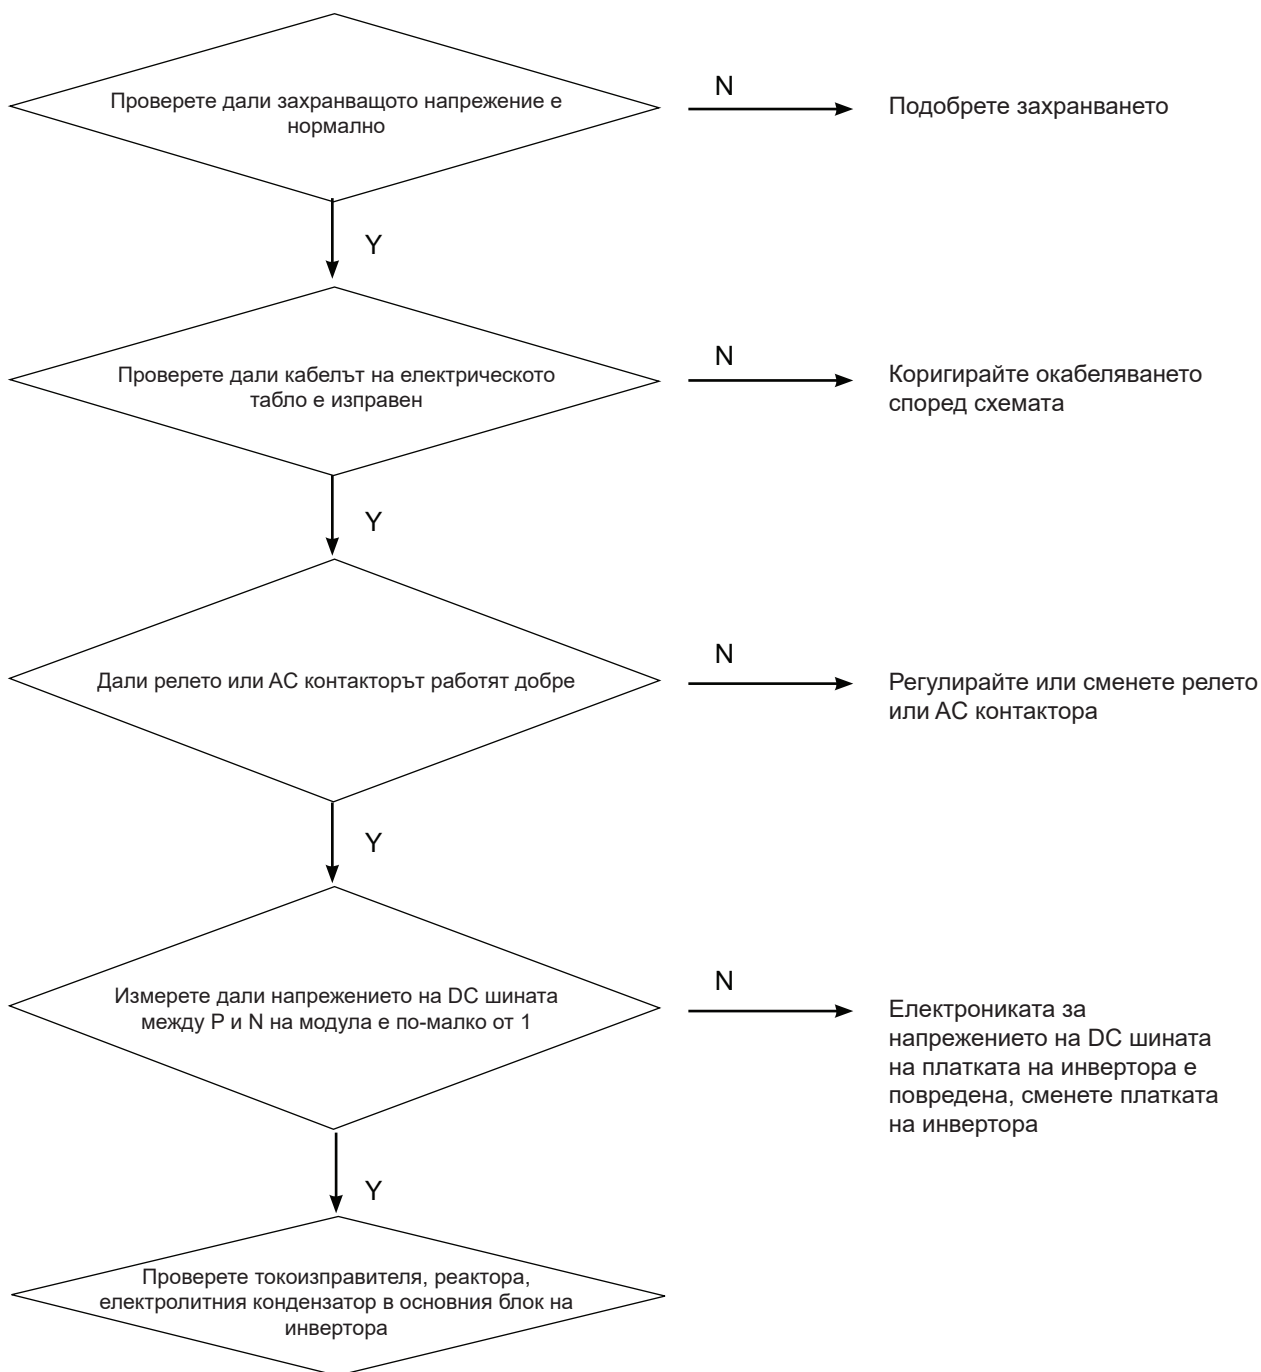 Проверете дали захранващото напрежение е
нормално
N
Подобрете захранването
Y
Проверете дали кабелът на електрическото
табло е изправен
N
Коригирайте окабеляването
според схемата
Y
Дали релето или AC контакторът работят добре
N
Регулирайте или сменете релето
или AC контактора
Y
Измерете дали напрежението на DC шината
между P и N на модула е по-малко от 1
N
Електрониката за
напрежението на DC шината
на платката на инвертора е
повредена, сменете платката
на инвертора
Y
Проверете токоизправителя, реактора,
електролитния кондензатор в основния блок на
инвертора